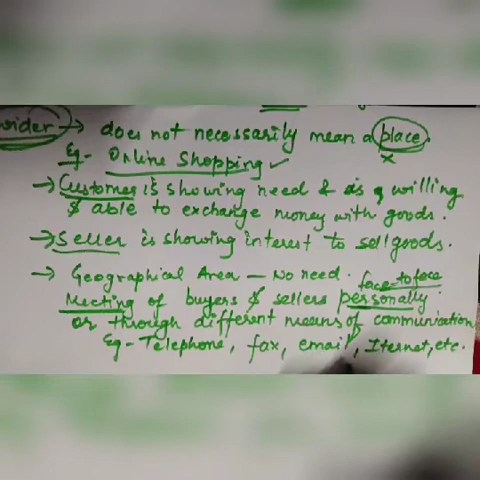 wider → does not necessarily mean a place.
Eg- Online Shopping ✓ x
→ Customer is showing need & is willing
& able to exchange money with goods.
→ Seller is showing interest to sell goods.
→ Geographial Area — No need. face-to-face
Meeting of buyers & sellers personally
or through different means of communication
Eg- Telephone, fax, email, Iternet, etc.